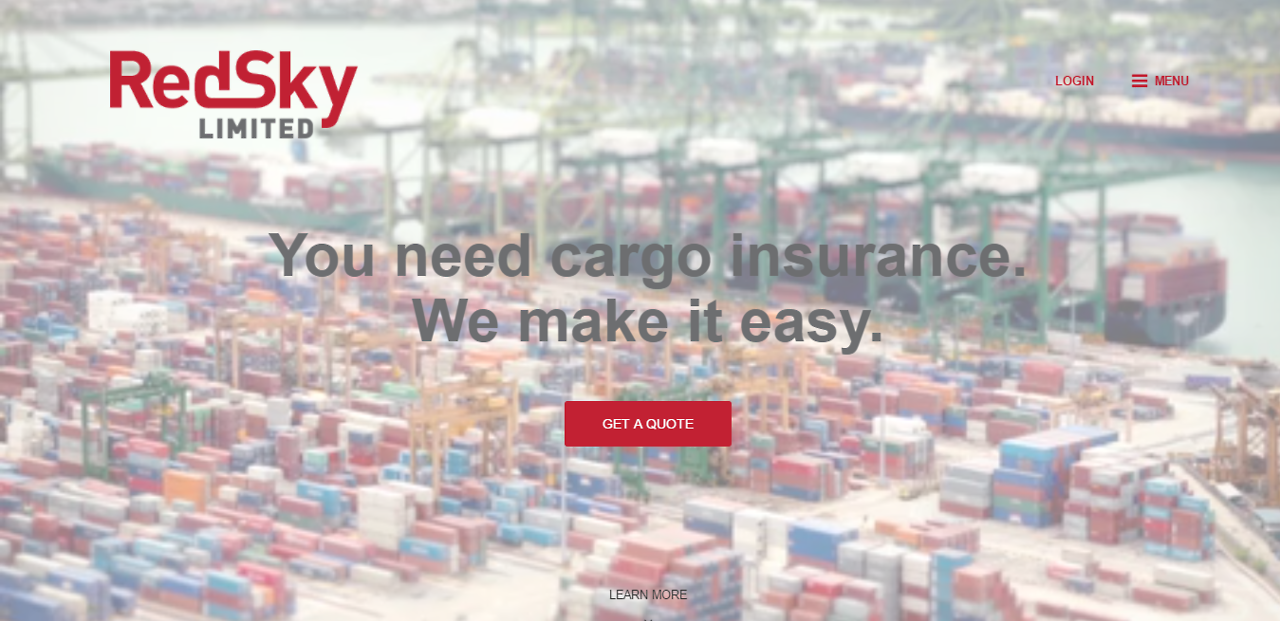 RedSky
LIMITED
LOGIN
MENU
You need cargo insurance.
We make it easy.
GET A QUOTE
LEARN MORE